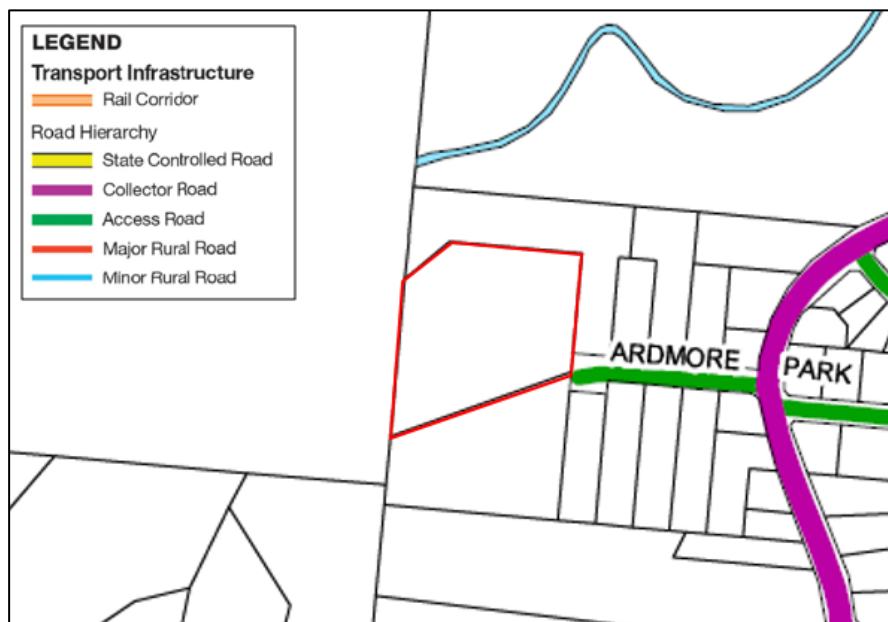 LEGEND
Transport Infrastructure
Rail Corridor
Road Hierarchy
State Controlled Road
Collector Road
Access Road
Major Rural Road
Minor Rural Road
ARDMORE PARK